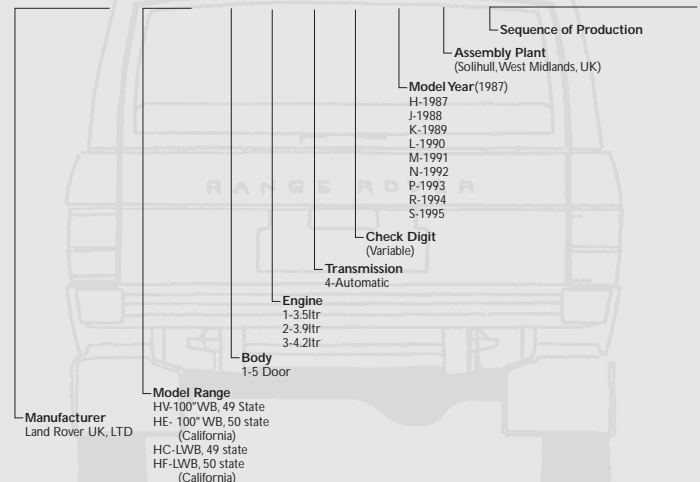 Sequence of Production
Assembly Plant
(Solihull, West Midlands, UK)
Model Year (1987)
H-1987
J-1988
K-1989
L-1990
M-1991
N-1992
P-1993
R-1994
S-1995
RANGE ROVER
Check Digit
(Variable)
Transmission
4-Automatic
Engine
1-3.5ltr
2-3.9ltr
3-4.2ltr
Body
1-5 Door
Model Range
HV-100" WB, 49 State
HE- 100" WB, 50 state
(California)
HC-LWB, 49 state
HF-LWB, 50 state
(California)
Manufacturer
Land Rover UK, LTD